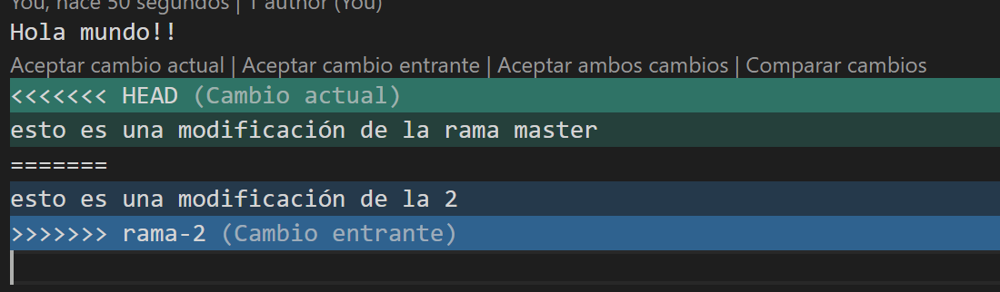 You, hace 50 segundos | 1 author (You)
Hola mundo!!
Aceptar cambio actual | Aceptar cambio entrante | Aceptar ambos cambios | Comparar cambios
<<<<<<< HEAD (Cambio actual)
esto es una modificación de la rama master
=======
esto es una modificación de la 2
>>>>>>> rama-2 (Cambio entrante)